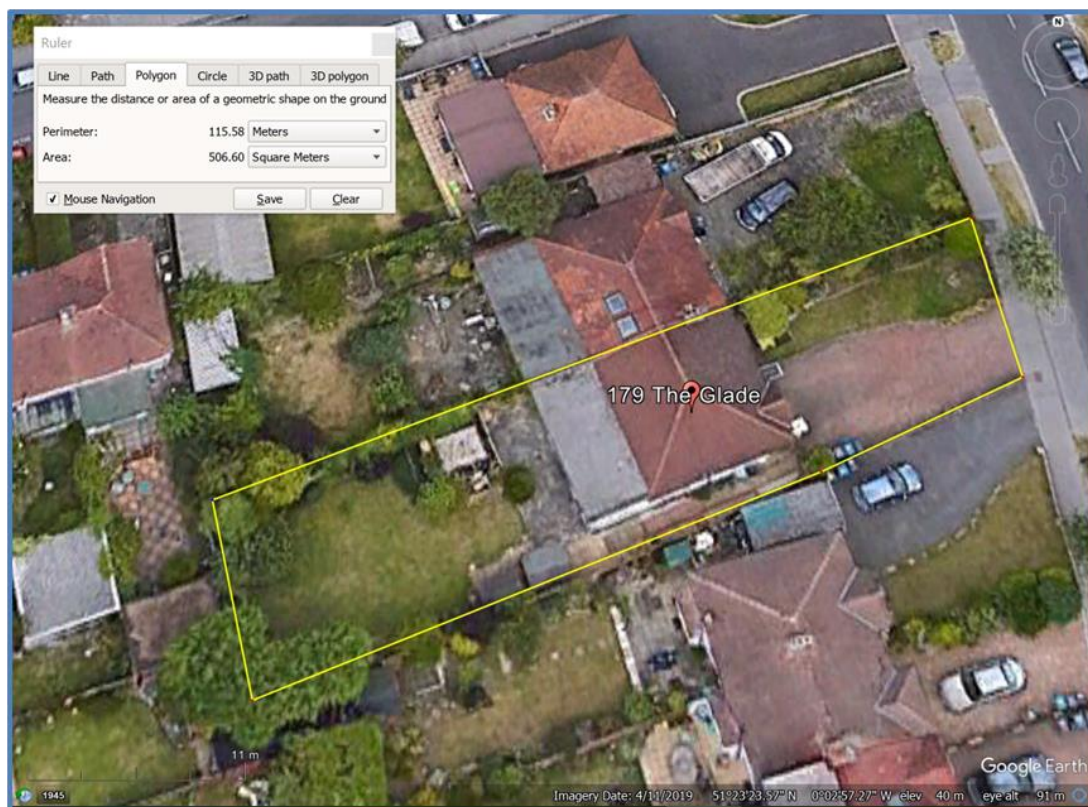 Ruler
Line Path Polygon Circle 3D path 3D polygon
Measure the distance or area of a geometric shape on the ground
Perimeter: 115.58 Meters
Area: 506.60 Square Meters
Mouse Navigation Save Clear
N
179 The Glade
11 m
Google Earth
1945 Imagery Date: 4/11/2019 51°23'23.57" N 0°02'57.27" W elev 40 m eye alt 91 m